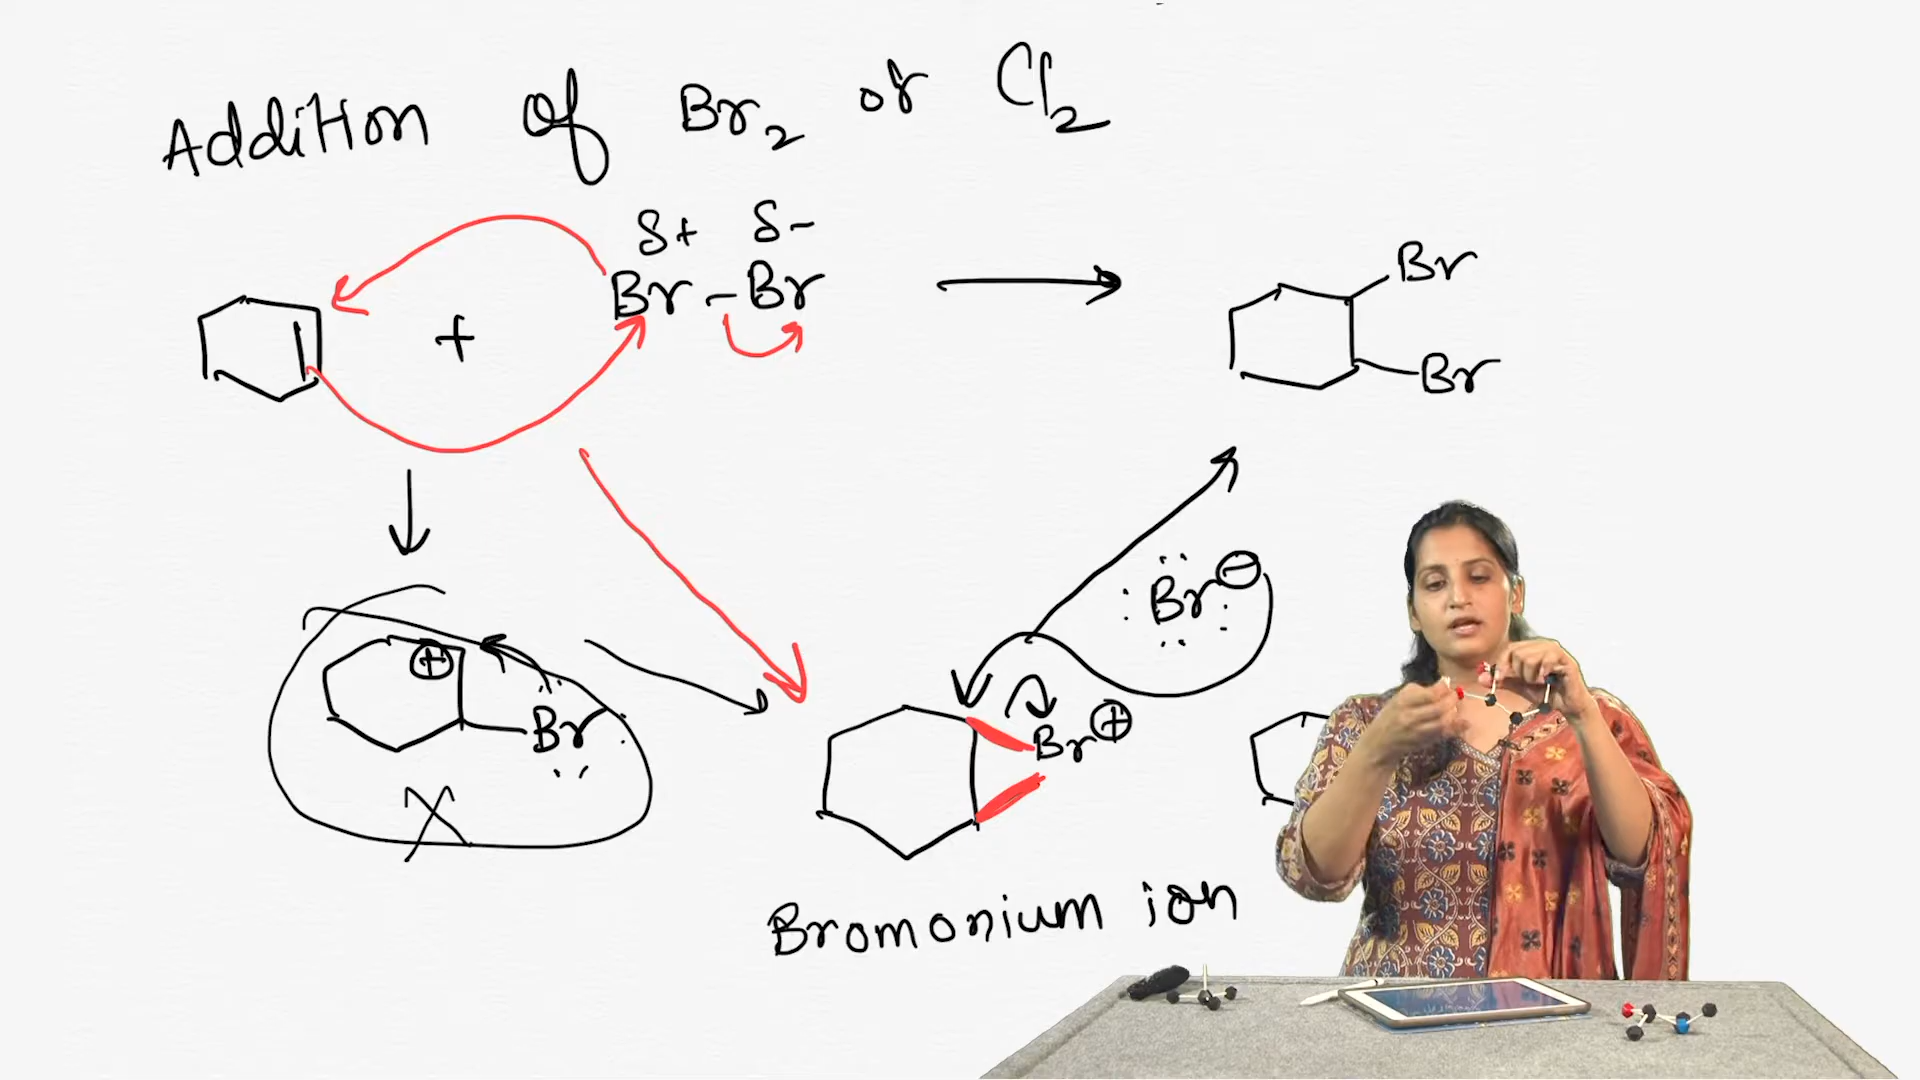 Addition of Br2 or Cl2
δ+ δ-
+ Br-Br
Br
Br
Br⊖
⊕
Br
Br⊕
X
Bromonium ion